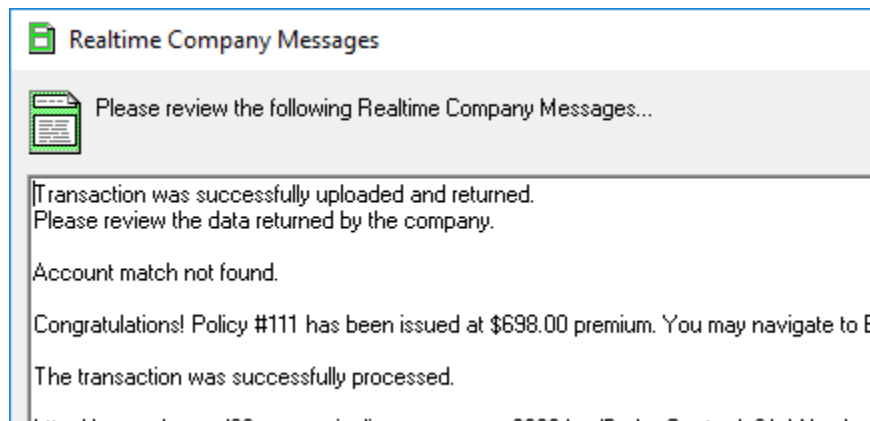 Realtime Company Messages
Please review the following Realtime Company Messages...
Transaction was successfully uploaded and returned.
Please review the data returned by the company.
Account match not found.
Congratulations! Policy #111 has been issued at $698.00 premium. You may navigate to
The transaction was successfully processed.